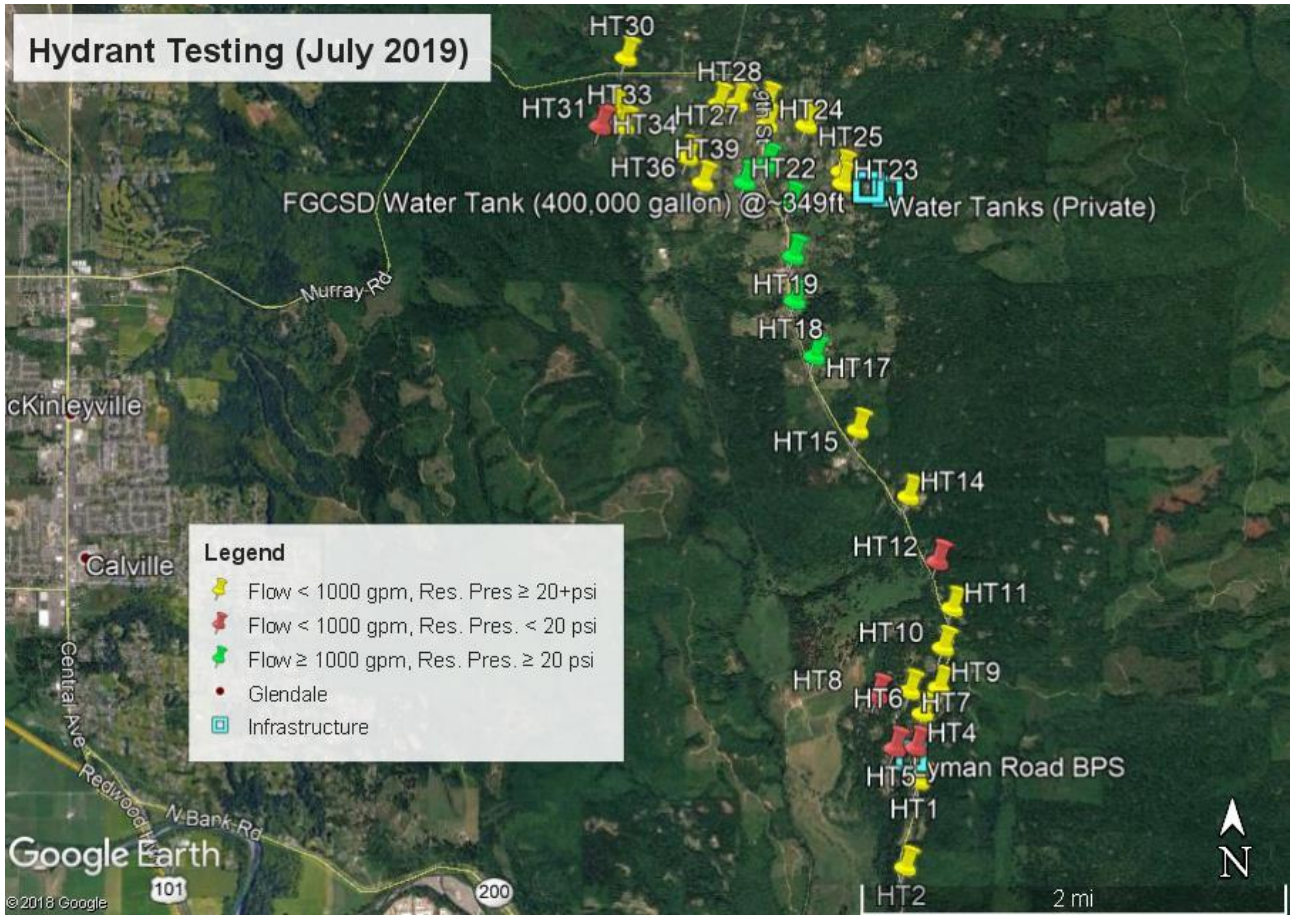 Hydrant Testing (July 2019)
HT30
HT28
HT33
HT31
HT27
9th St
HT24
HT34
HT25
HT39
HT36
HT22
HT23
FGCSD Water Tank (400,000 gallon) @~349ft
Water Tanks (Private)
Murray Rd
HT19
HT18
HT17
cKinleyville
HT15
HT14
HT12
Legend
Flow < 1000 gpm, Res. Pres ≥ 20+psi
Flow < 1000 gpm, Res. Pres. < 20 psi
Flow ≥ 1000 gpm, Res. Pres. ≥ 20 psi
Glendale
Infrastructure
Calville
HT11
HT10
HT9
HT8
HT6
HT7
HT4
Central Ave
HT5
yman Road BPS
HT1
Redwood
N Bank Rd
Google Earth
101
200
HT2
N
2 mi
©2018 Google